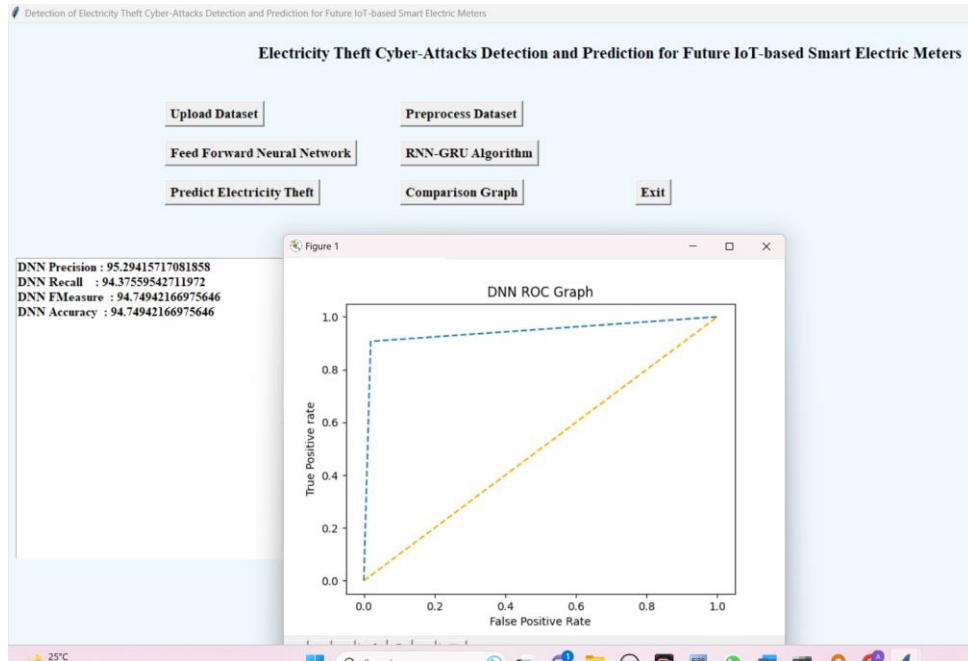 Detection of Electricity Theft Cyber-Attacks Detection and Prediction for Future IoT-based Smart Electric Meters
Electricity Theft Cyber-Attacks Detection and Prediction for Future IoT-based Smart Electric Meters
Upload Dataset Preprocess Dataset
Feed Forward Neural Network RNN-GRU Algorithm
Predict Electricity Theft Comparison Graph Exit
DNN Precision : 95.29415717081858
DNN Recall : 94.37559542711972
DNN FMeasure : 94.74942166975646
DNN Accuracy : 94.74942166975646
Figure 1
DNN ROC Graph
True Positive rate
1.0
0.8
0.6
0.4
0.2
0.0
0.0 0.2 0.4 0.6 0.8 1.0
False Positive Rate
25°C